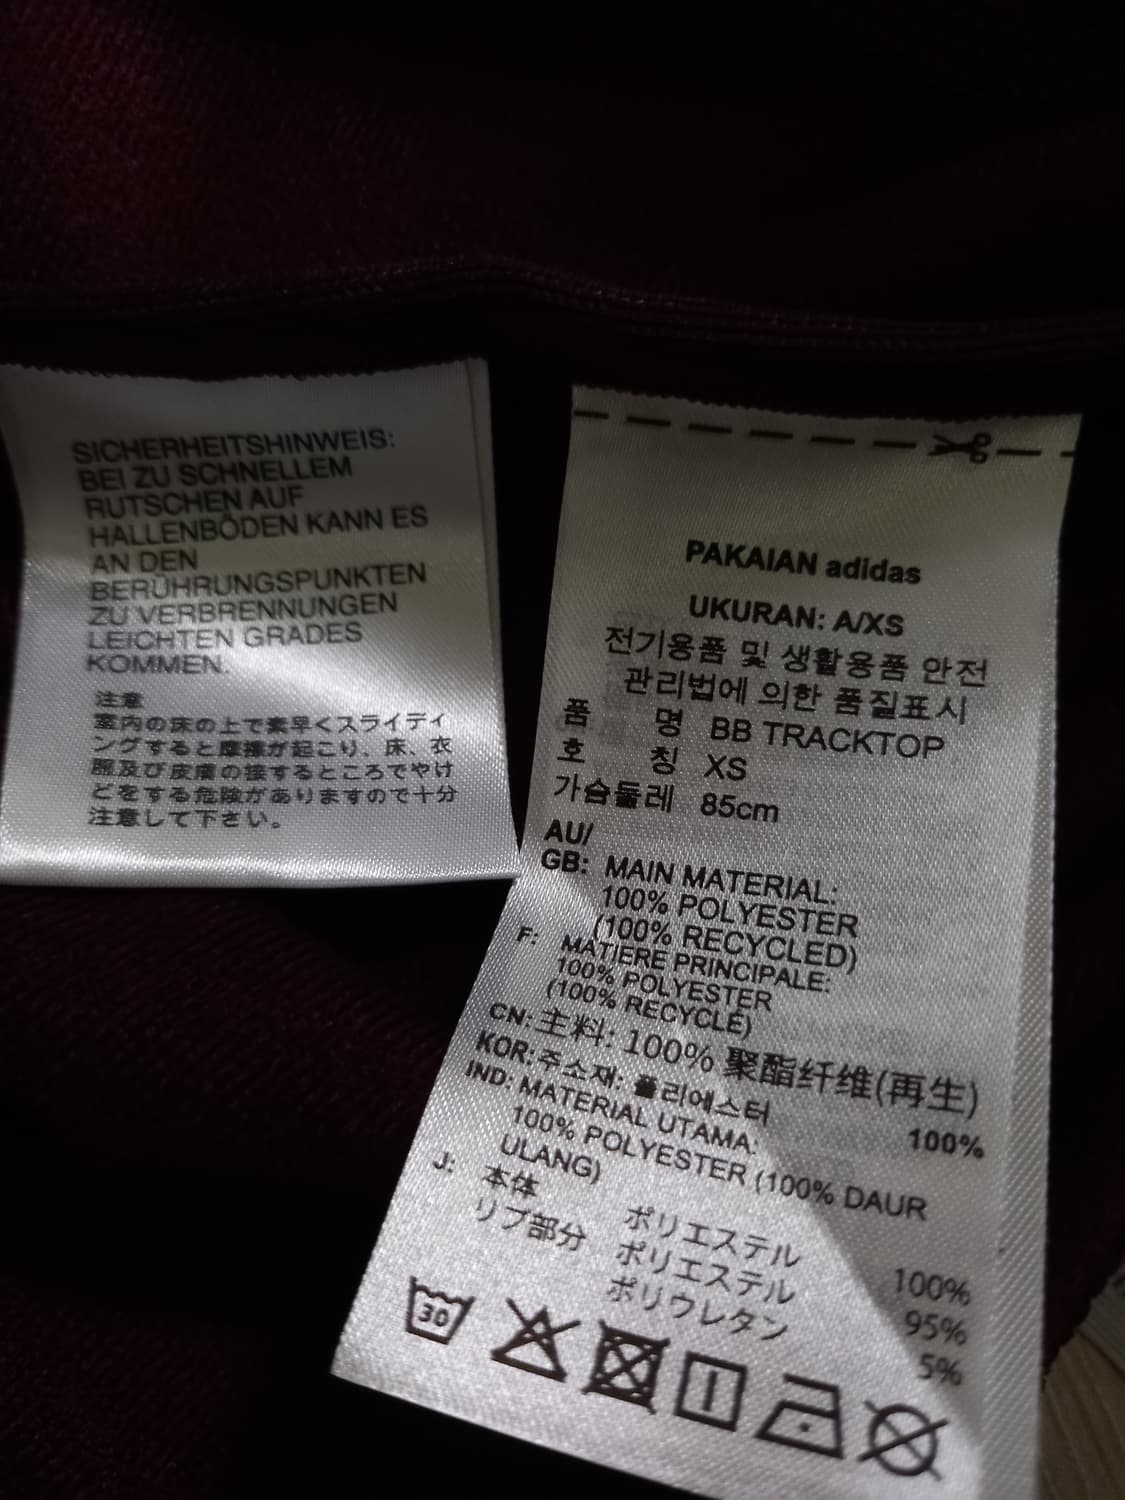 SICHERHEITSHINWEIS:
BEI ZU SCHNELLEM
RUTSCHEN AUF
HALLENBÖDEN KANN ES
AN DEN
BERÜHRUNGSPUNKTEN
ZU VERBRENNUNGEN
LEICHTEN GRADES
KOMMEN.
注意
室内の床の上で素早くスライディ
ングすると摩擦が起こり、床、衣
服及び皮膚の接するところでやけ
どをする危険がありますので十分
注意して下さい。
PAKAIAN adidas
UKURAN: A/XS
전기용품 및 생활용품 안전
관리법에 의한 품질표시
품 명 BB TRACKTOP
호 칭 XS
가슴둘레 85cm
AU/
GB: MAIN MATERIAL:
100% POLYESTER
(100% RECYCLED)
F: MATIERE PRINCIPALE:
100% POLYESTER
(100% RECYCLE)
CN: 主料: 100% 聚酯纤维(再生)
KOR: 주소재: 폴리에스터 100%
IND: MATERIAL UTAMA:
100% POLYESTER (100% DAUR
ULANG)
J: 本体 ポリエステル 100%
リブ部分 ポリエステル 95%
ポリウレタン 5%
30